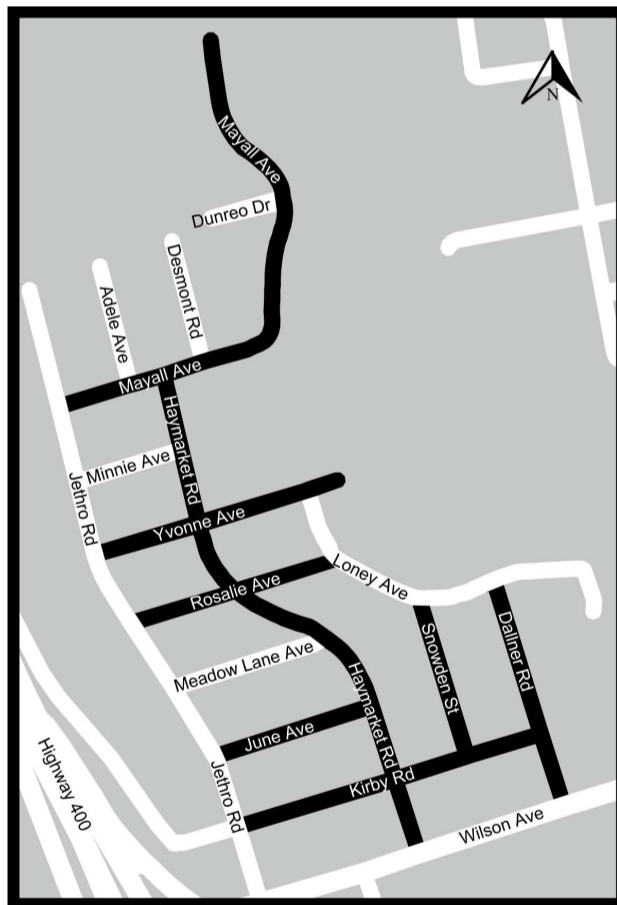 N
Mayall Ave
Dunreo Dr
Desmont Rd
Adele Ave
Mayall Ave
Haymarket Rd
Minnie Ave
Jethro Rd
Yvonne Ave
Loney Ave
Rosalie Ave
Snowden St
Dallner Rd
Meadow Lane Ave
Haymarket Rd
June Ave
Highway 400
Jethro Rd
Kirby Rd
Wilson Ave